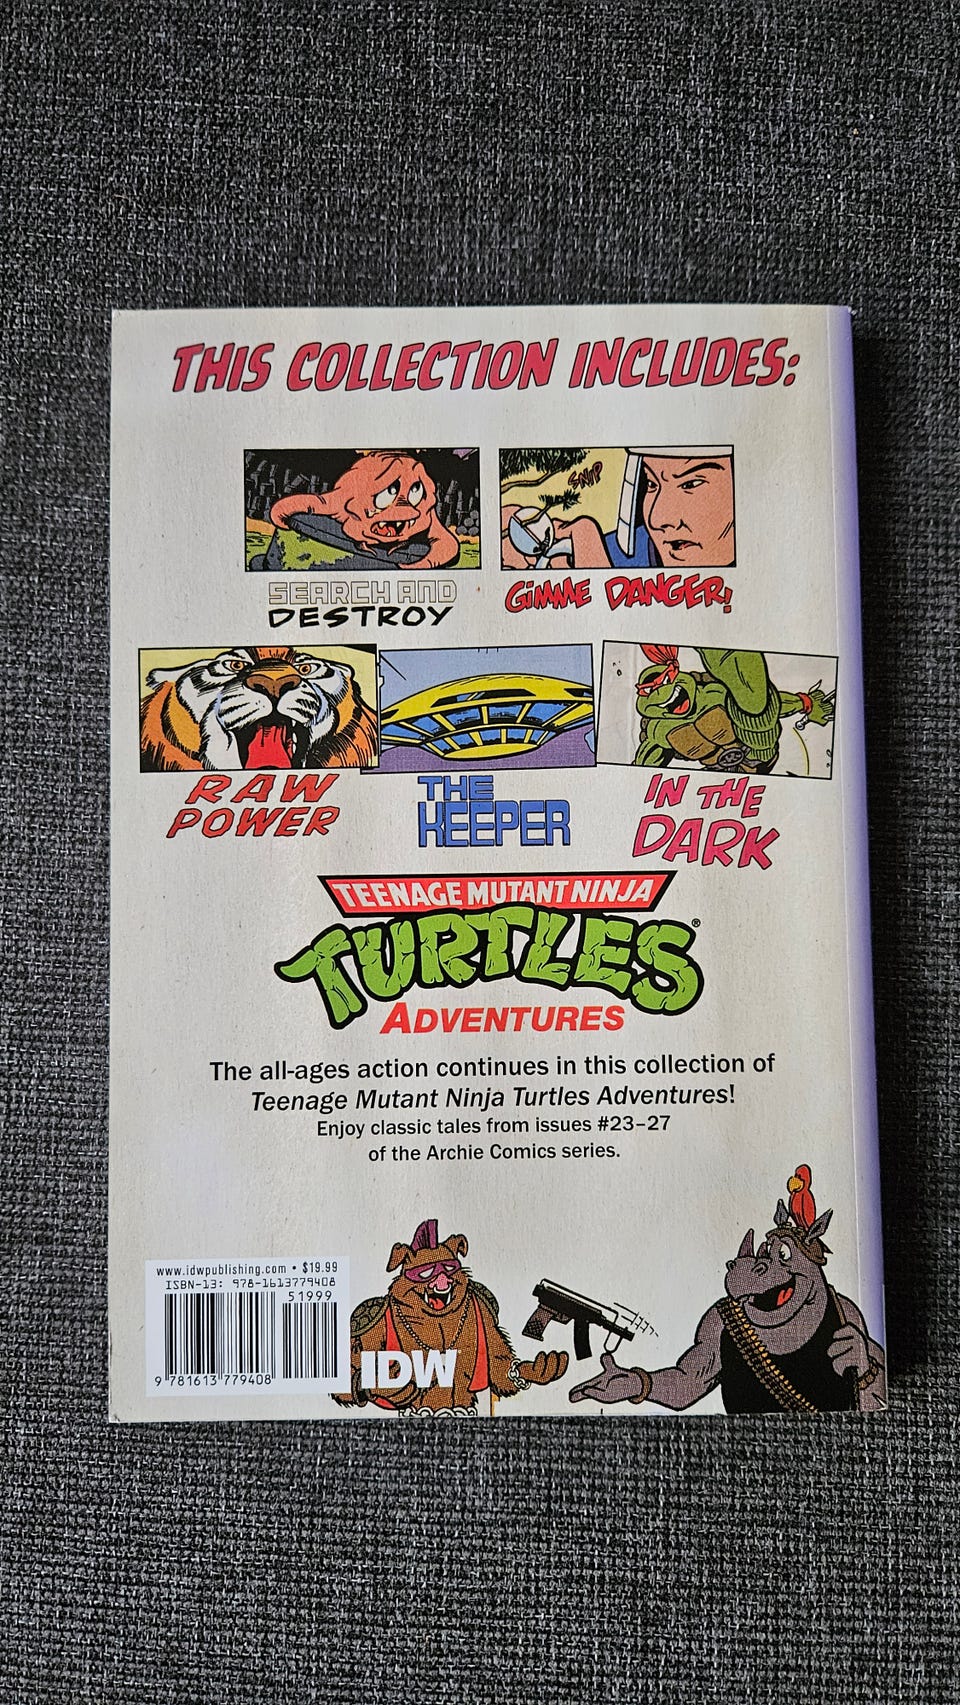 THIS COLLECTION INCLUDES:
SNIP
SEARCH AND
DESTROY
GIMME DANGER!
RAW
POWER
THE
KEEPER
IN THE
DARK
TEENAGE MUTANT NINJA
TURTLES®
ADVENTURES
The all-ages action continues in this collection of
Teenage Mutant Ninja Turtles Adventures!
Enjoy classic tales from issues #23–27
of the Archie Comics series.
www.idwpublishing.com • $19.99
ISBN-13: 978-1613779408
51999
9 781613 779408
IDW